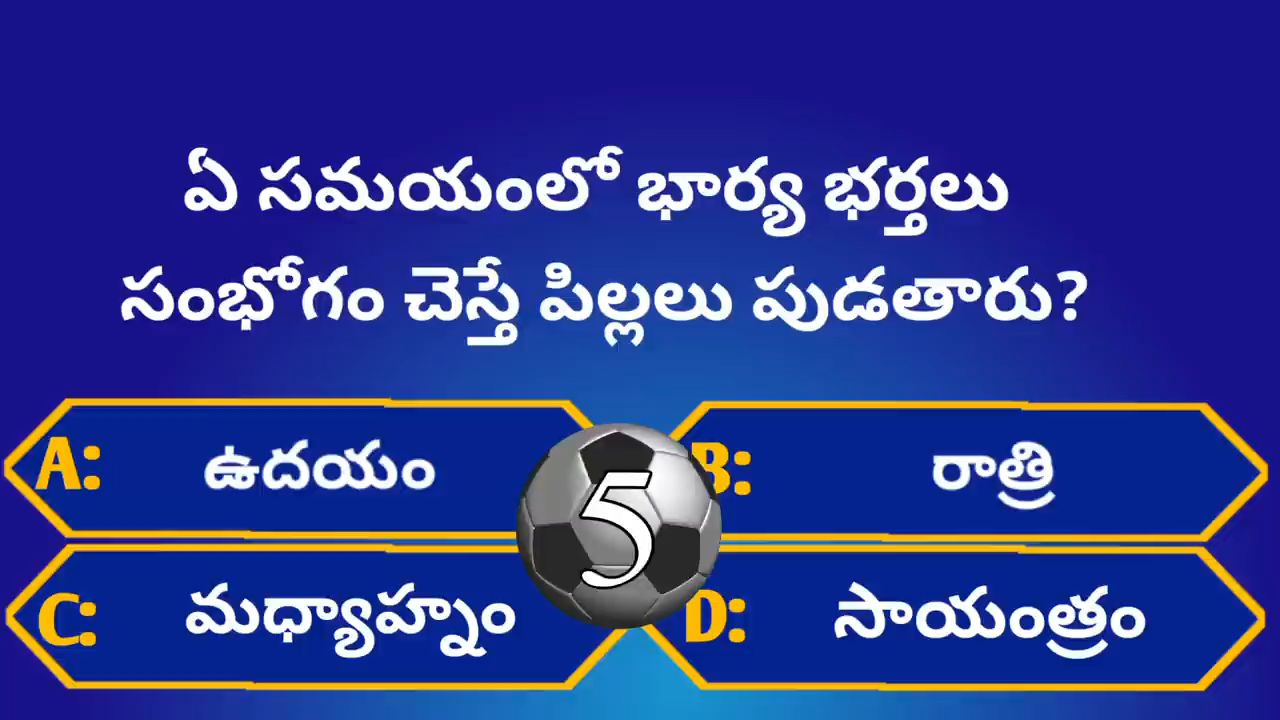 ఏ సమయంలో భార్య భర్తలు
సంభోగం చెస్తే పిల్లలు పుడతారు?
A: ఉదయం
B: రాత్రి
5
C: మధ్యాహ్నం
D: సాయంత్రం